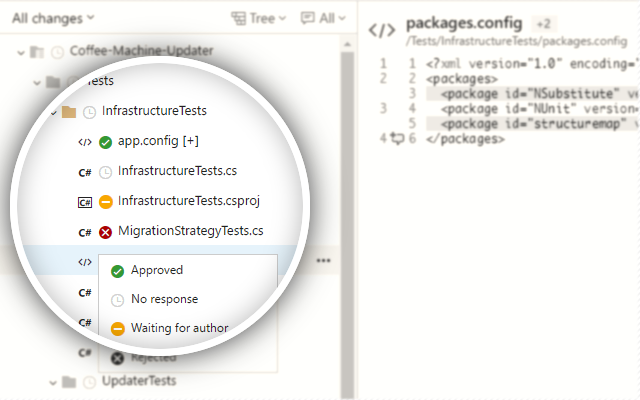 All changes
Tree
All
Coffee-Machine-Updater
Tests
InfrastructureTests
</> app.config [+]
C# InfrastructureTests.cs
C# InfrastructureTests.csproj
C# MigrationStrategyTests.cs
</>
C#
C#
C#
Approved
No response
Waiting for author
Rejected
UpdaterTests
</> packages.config +2
/Tests/InfrastructureTests/packages.config
1 1 <?xml version="1.0" encoding="
2 2 <packages>
3 <package id="NSubstitute" ve
3 4 <package id="NUnit" version=
5 <package id="structuremap"
4 6 </packages>